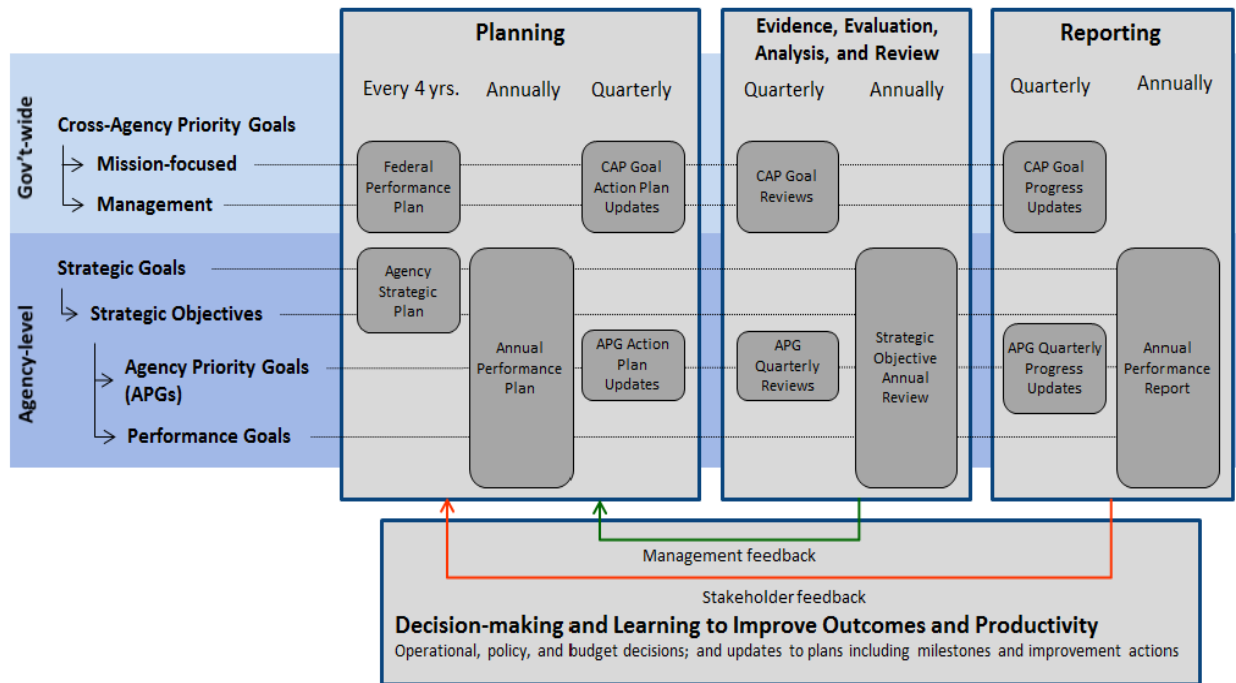 Planning
Evidence, Evaluation,
Analysis, and Review
Reporting
Every 4 yrs.
Annually
Quarterly
Quarterly
Annually
Quarterly
Annually
Gov't-wide
Cross-Agency Priority Goals
Mission-focused
Management
Federal
Performance
Plan
CAP Goal
Action Plan
Updates
CAP Goal
Reviews
CAP Goal
Progress
Updates
Agency-level
Strategic Goals
Strategic Objectives
Agency Priority Goals
(APGs)
Performance Goals
Agency
Strategic
Plan
Annual
Performance
Plan
APG Action
Plan
Updates
APG
Quarterly
Reviews
Strategic
Objective
Annual
Review
APG Quarterly
Progress
Updates
Annual
Performance
Report
Management feedback
Stakeholder feedback
Decision-making and Learning to Improve Outcomes and Productivity
Operational, policy, and budget decisions; and updates to plans including milestones and improvement actions